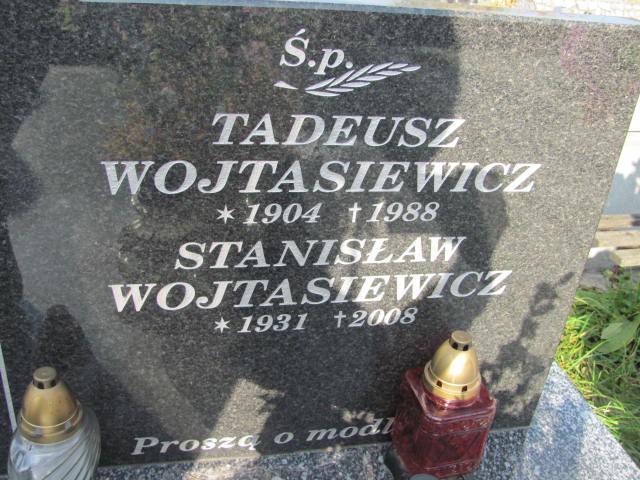 Ś.p.
TADEUSZ
WOJTASIEWICZ
* 1904 † 1988
STANISŁAW
WOJTASIEWICZ
* 1931 † 2008
Proszą o